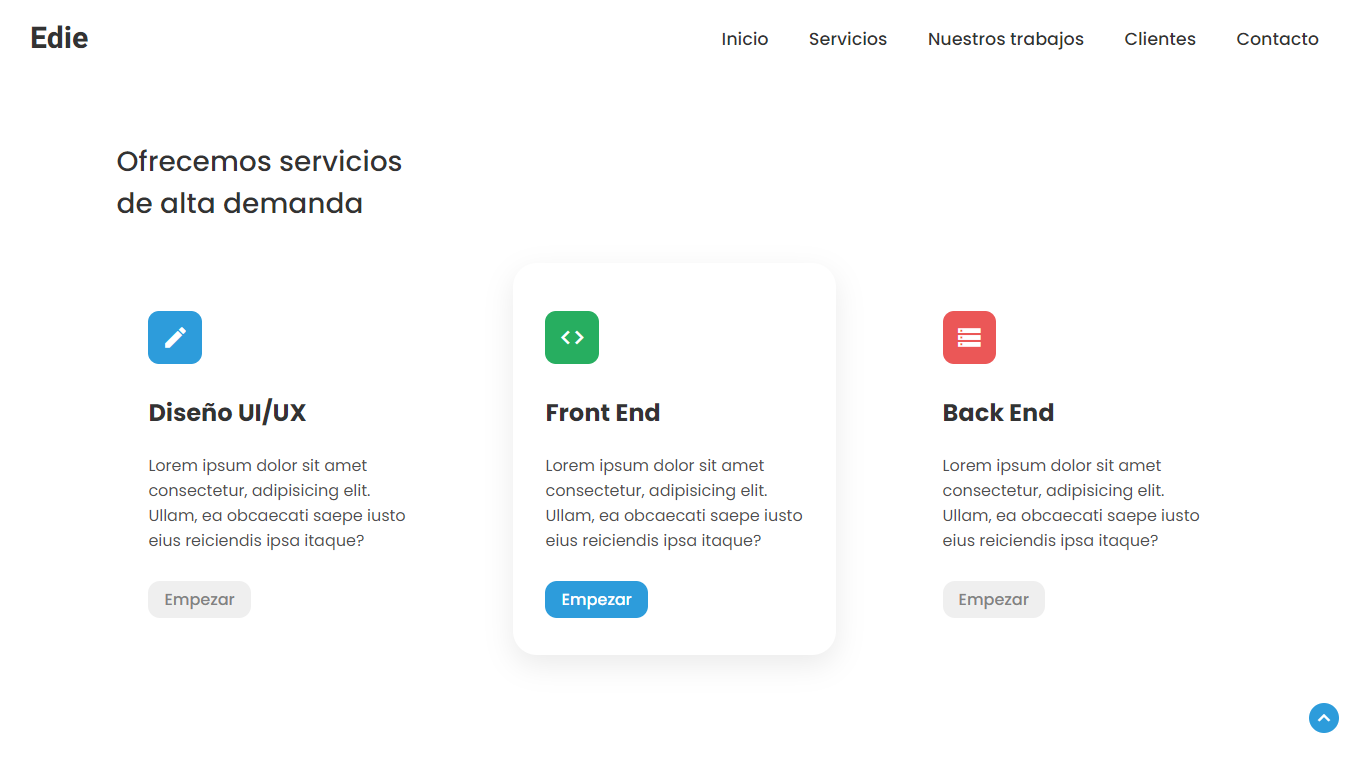 Edie
Inicio
Servicios
Nuestros trabajos
Clientes
Contacto
Ofrecemos servicios
de alta demanda
Diseño UI/UX
Lorem ipsum dolor sit amet
consectetur, adipisicing elit.
Ullam, ea obcaecati saepe iusto
eius reiciendis ipsa itaque?
Empezar
Front End
Lorem ipsum dolor sit amet
consectetur, adipisicing elit.
Ullam, ea obcaecati saepe iusto
eius reiciendis ipsa itaque?
Empezar
Back End
Lorem ipsum dolor sit amet
consectetur, adipisicing elit.
Ullam, ea obcaecati saepe iusto
eius reiciendis ipsa itaque?
Empezar